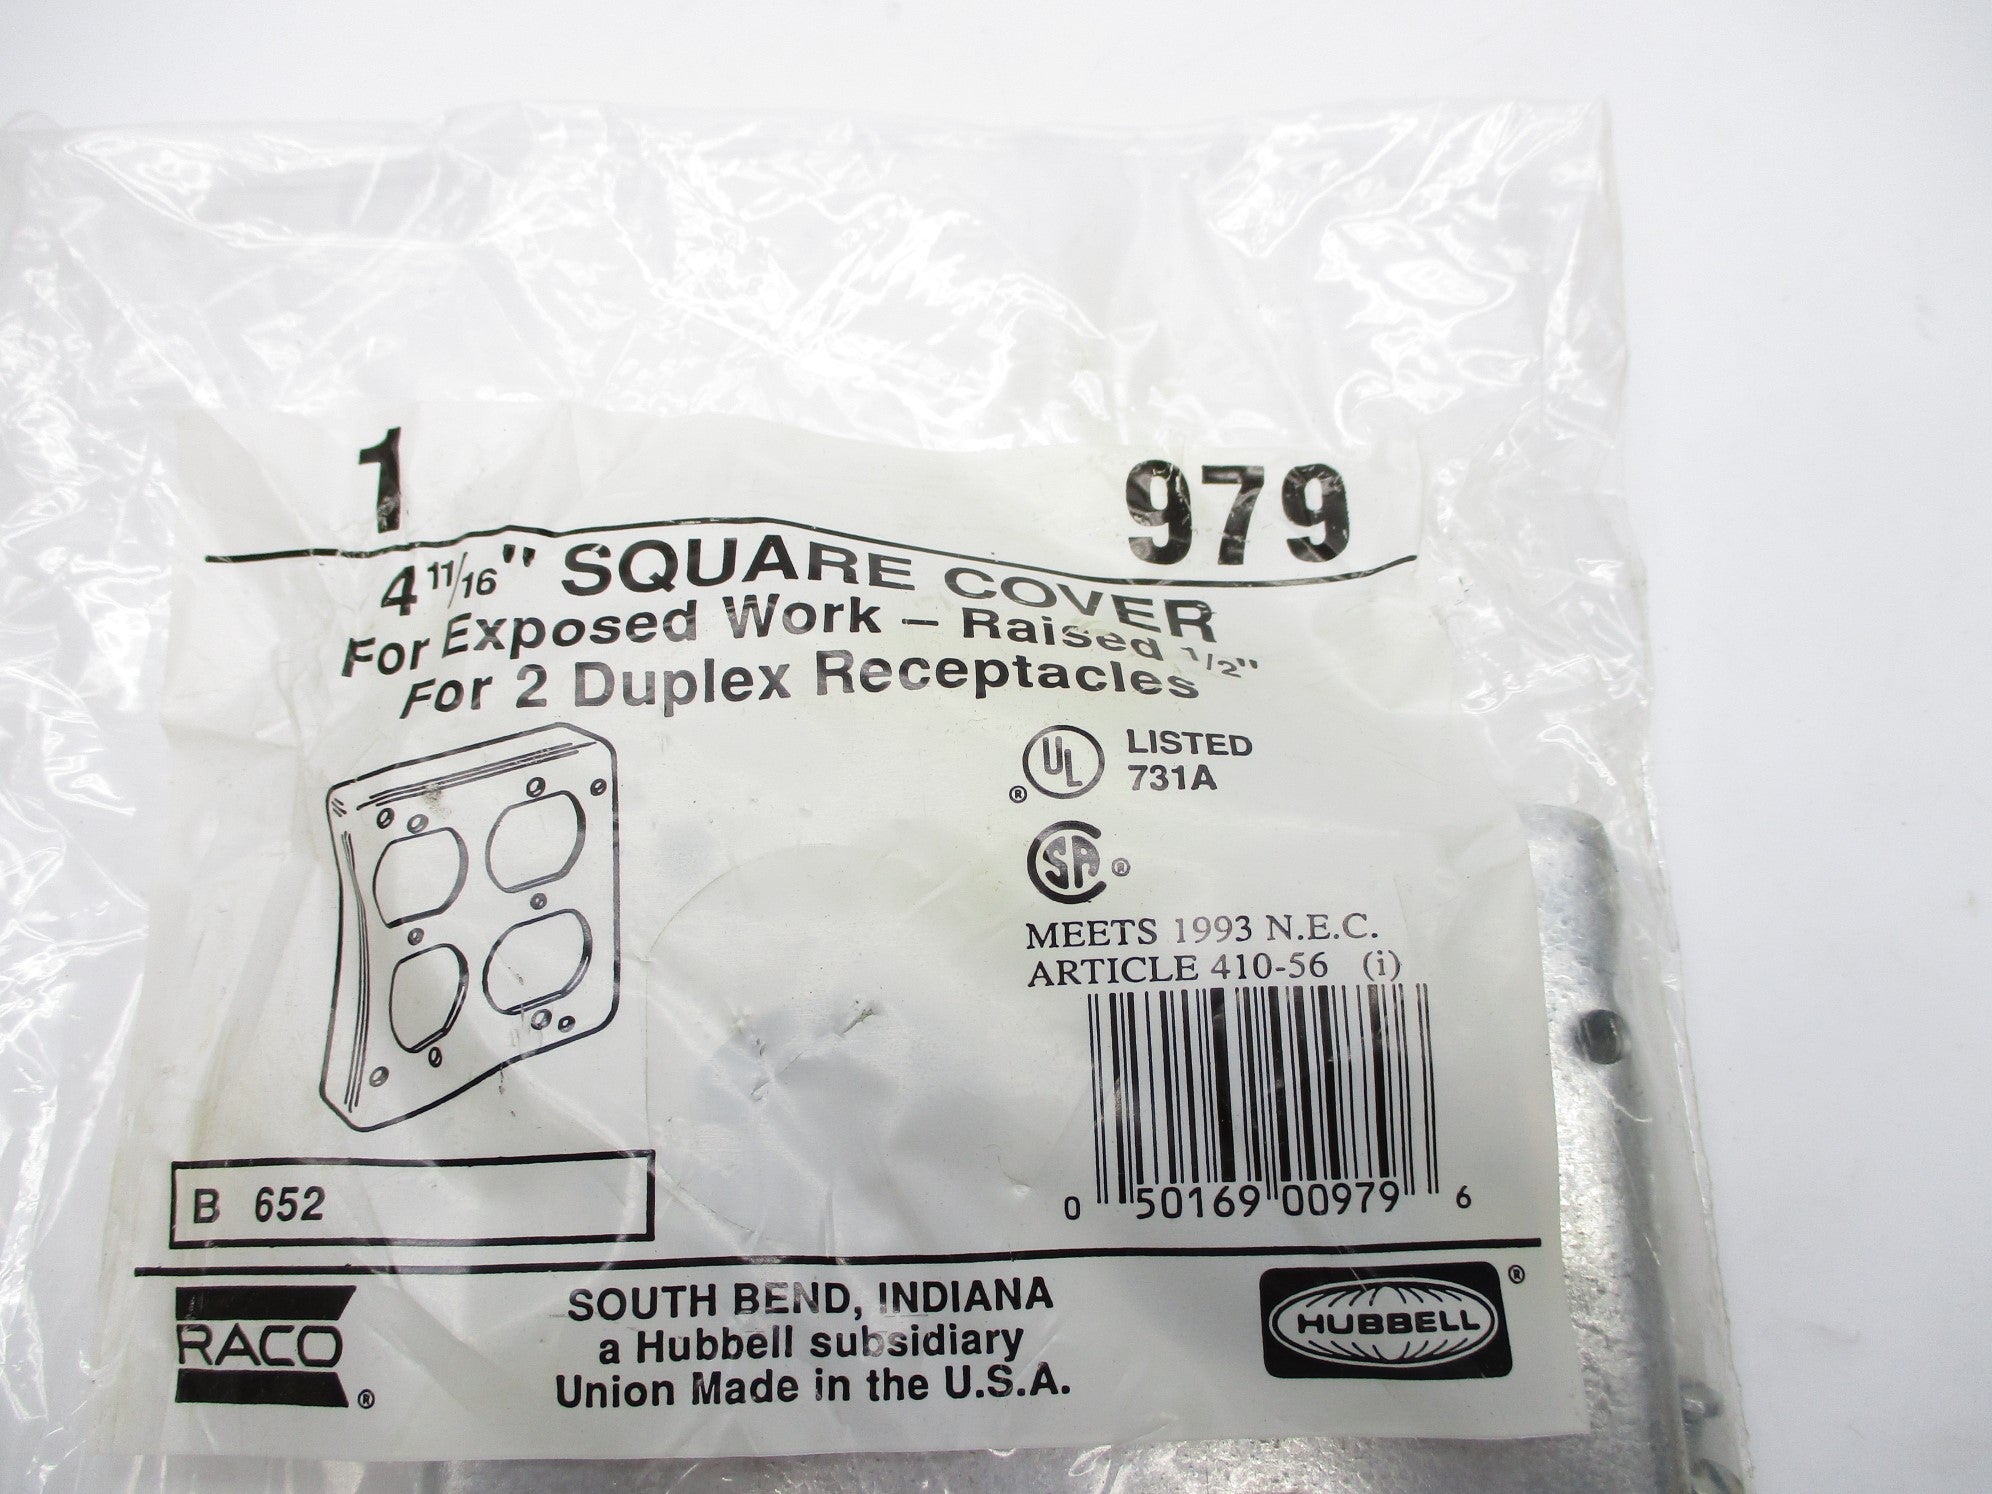 1 979
4 11/16" SQUARE COVER
For Exposed Work – Raised 1/2"
For 2 Duplex Receptacles
® UL LISTED
731A
SA ®
MEETS 1993 N.E.C.
ARTICLE 410-56 (i)
0 50169 00979 6
B 652
RACO ®
SOUTH BEND, INDIANA
a Hubbell subsidiary
Union Made in the U.S.A.
HUBBELL ®